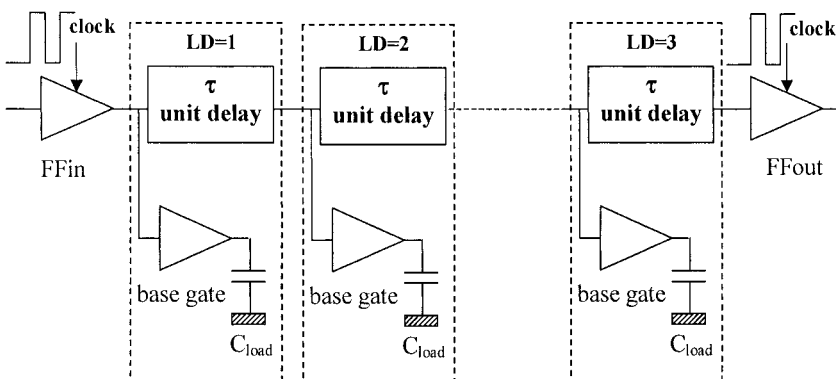 clock
LD=1
LD=2
LD=3
clock
τ
unit delay
τ
unit delay
τ
unit delay
FFin
FFout
base gate
base gate
base gate
Cload
Cload
Cload